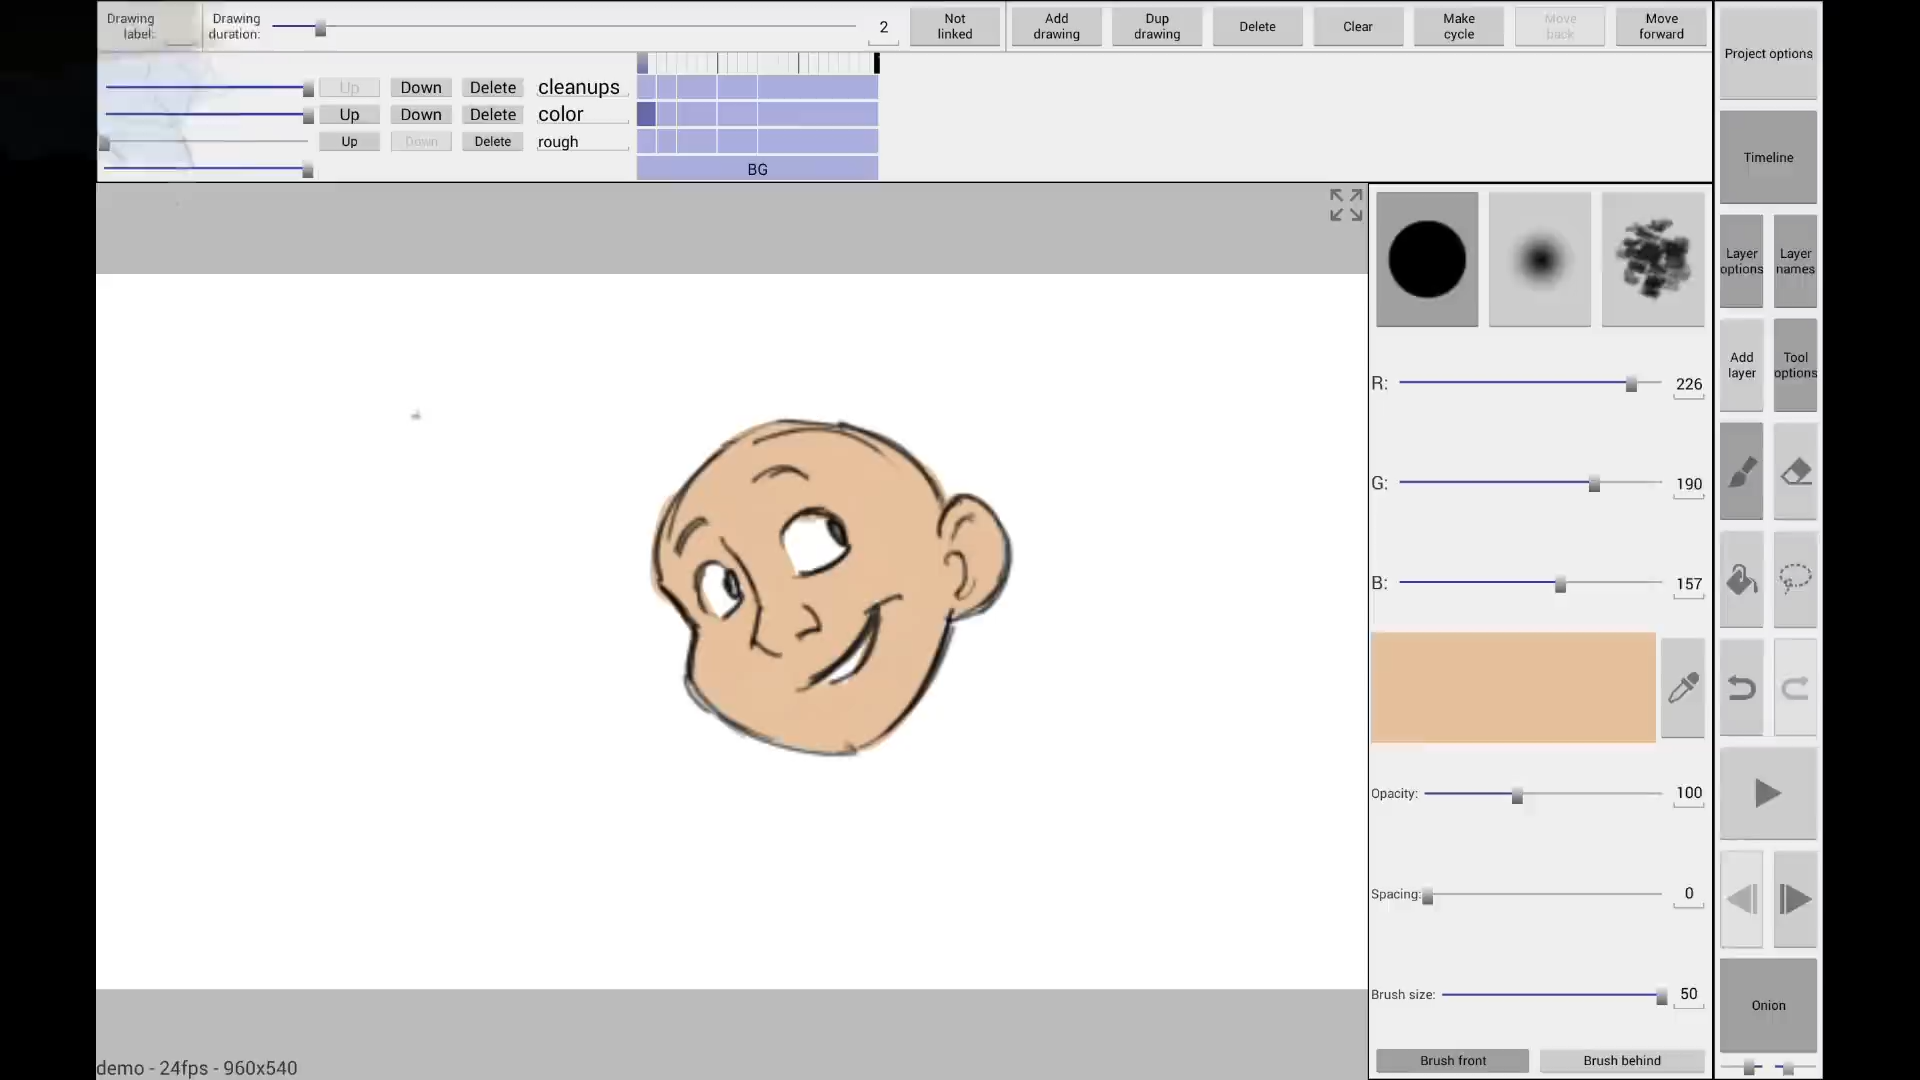 Drawing label:
Drawing duration:
2
Not linked
Add drawing
Dup drawing
Delete
Clear
Make cycle
Move back
Move forward
Project options
Up
Down
Delete
cleanups
Up
Down
Delete
color
Up
Down
Delete
rough
BG
Timeline
Layer options
Layer names
Add layer
Tool options
R:
226
G:
190
B:
157
Opacity:
100
Spacing:
0
Brush size:
50
Onion
Brush front
Brush behind
demo - 24fps - 960x540